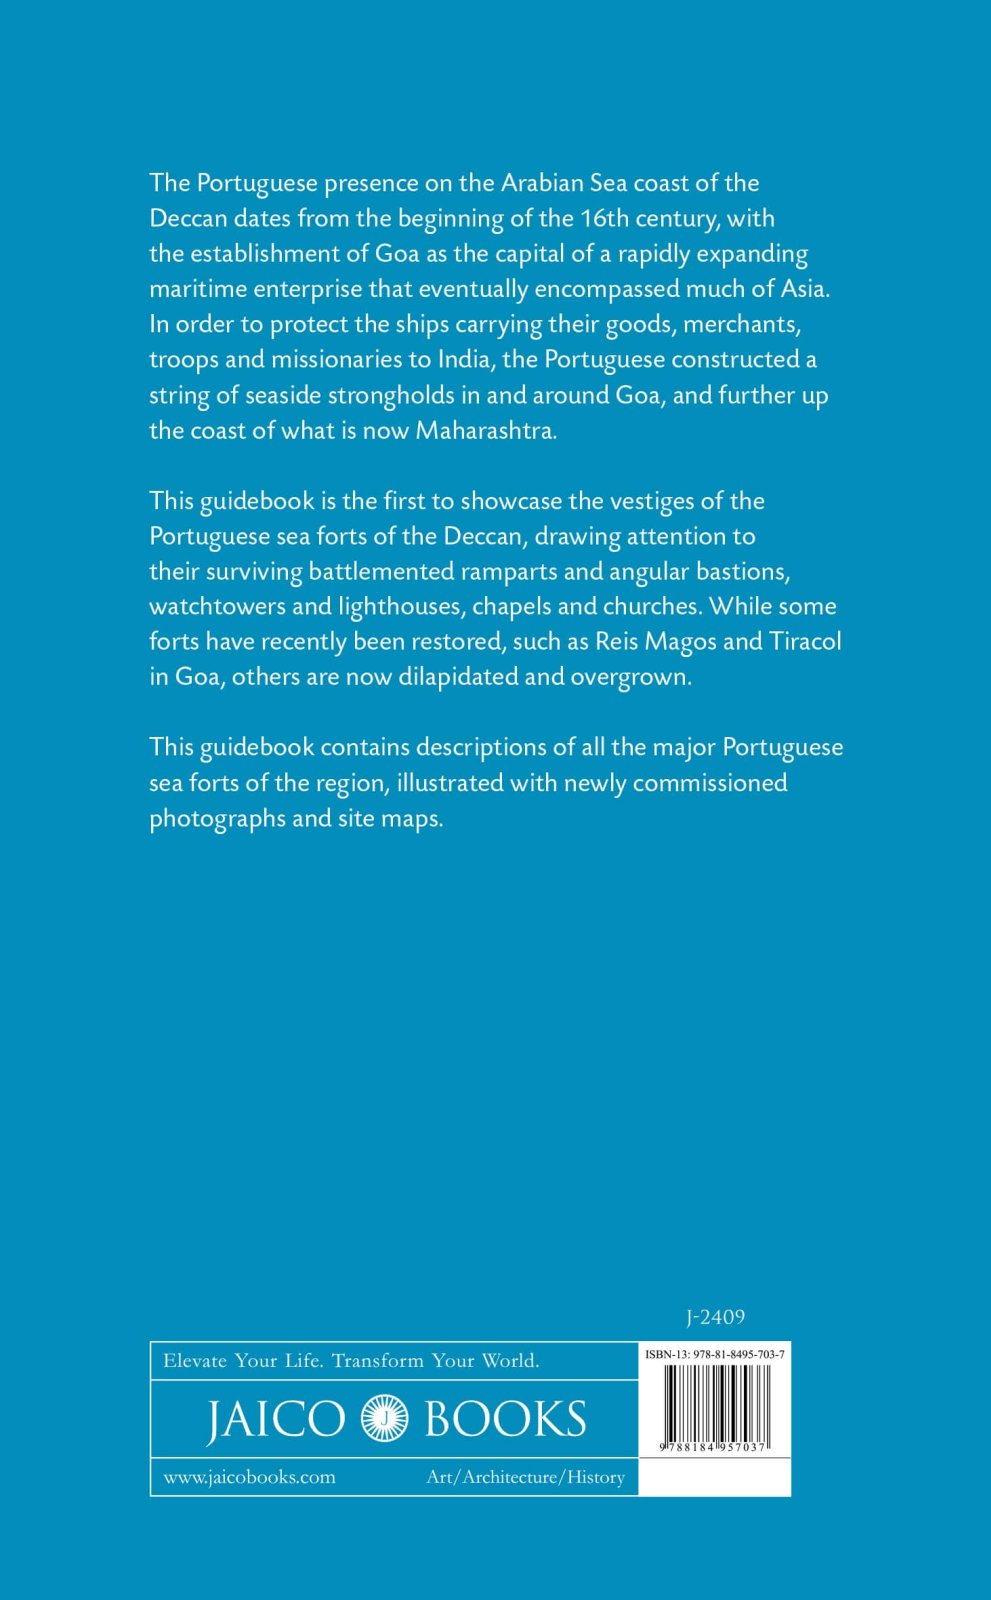 The Portuguese presence on the Arabian Sea coast of the
Deccan dates from the beginning of the 16th century, with
the establishment of Goa as the capital of a rapidly expanding
maritime enterprise that eventually encompassed much of Asia.
In order to protect the ships carrying their goods, merchants,
troops and missionaries to India, the Portuguese constructed a
string of seaside strongholds in and around Goa, and further up
the coast of what is now Maharashtra.
This guidebook is the first to showcase the vestiges of the
Portuguese sea forts of the Deccan, drawing attention to
their surviving battlemented ramparts and angular bastions,
watchtowers and lighthouses, chapels and churches. While some
forts have recently been restored, such as Reis Magos and Tiracol
in Goa, others are now dilapidated and overgrown.
This guidebook contains descriptions of all the major Portuguese
sea forts of the region, illustrated with newly commissioned
photographs and site maps.
J-2409
Elevate Your Life. Transform Your World.
JAICO J BOOKS
www.jaicobooks.com Art/Architecture/History
ISBN-13: 978-81-8495-703-7
9 788184 957037